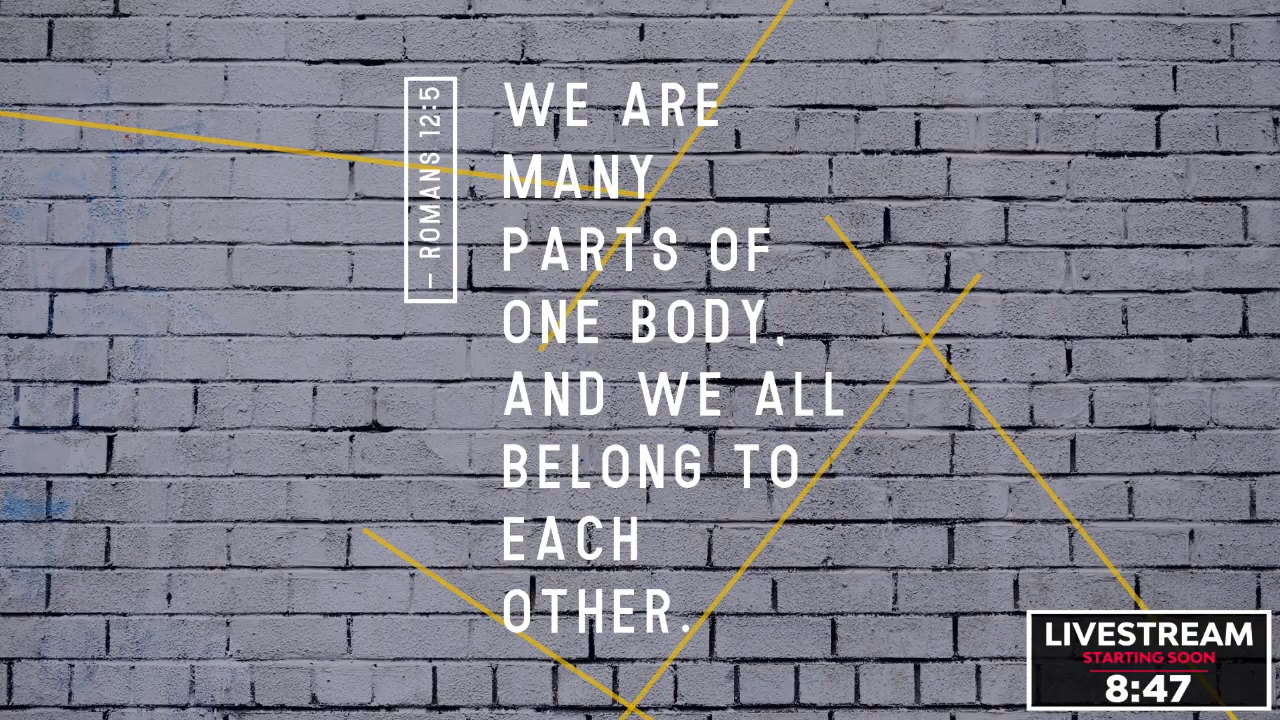 – ROMANS 12:5
WE ARE
MANY
PARTS OF
ONE BODY,
AND WE ALL
BELONG TO
EACH
OTHER.
LIVESTREAM
STARTING SOON
8:47